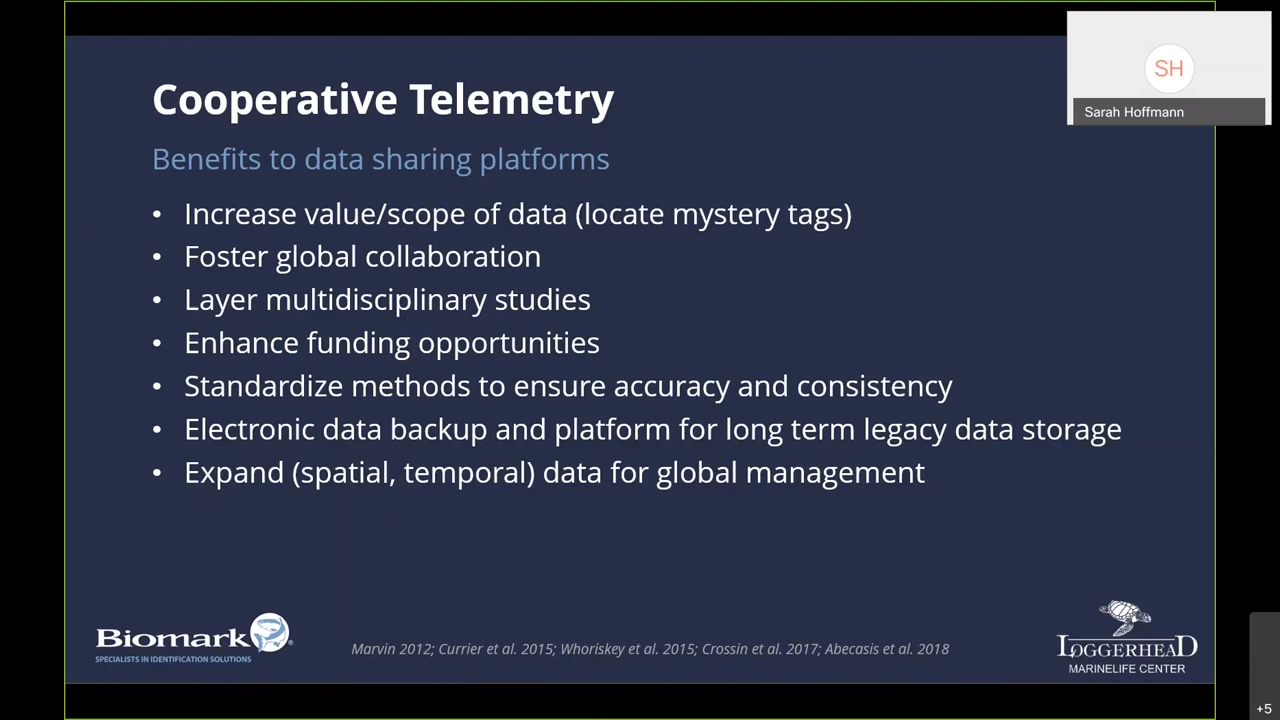 Cooperative Telemetry
SH
Sarah Hoffmann
Benefits to data sharing platforms
• Increase value/scope of data (locate mystery tags)
• Foster global collaboration
• Layer multidisciplinary studies
• Enhance funding opportunities
• Standardize methods to ensure accuracy and consistency
• Electronic data backup and platform for long term legacy data storage
• Expand (spatial, temporal) data for global management
Biomark
SPECIALISTS IN IDENTIFICATION SOLUTIONS
Marvin 2012; Currier et al. 2015; Whoriskey et al. 2015; Crossin et al. 2017; Abecasis et al. 2018
LOGGERHEAD
MARINELIFE CENTER
+5